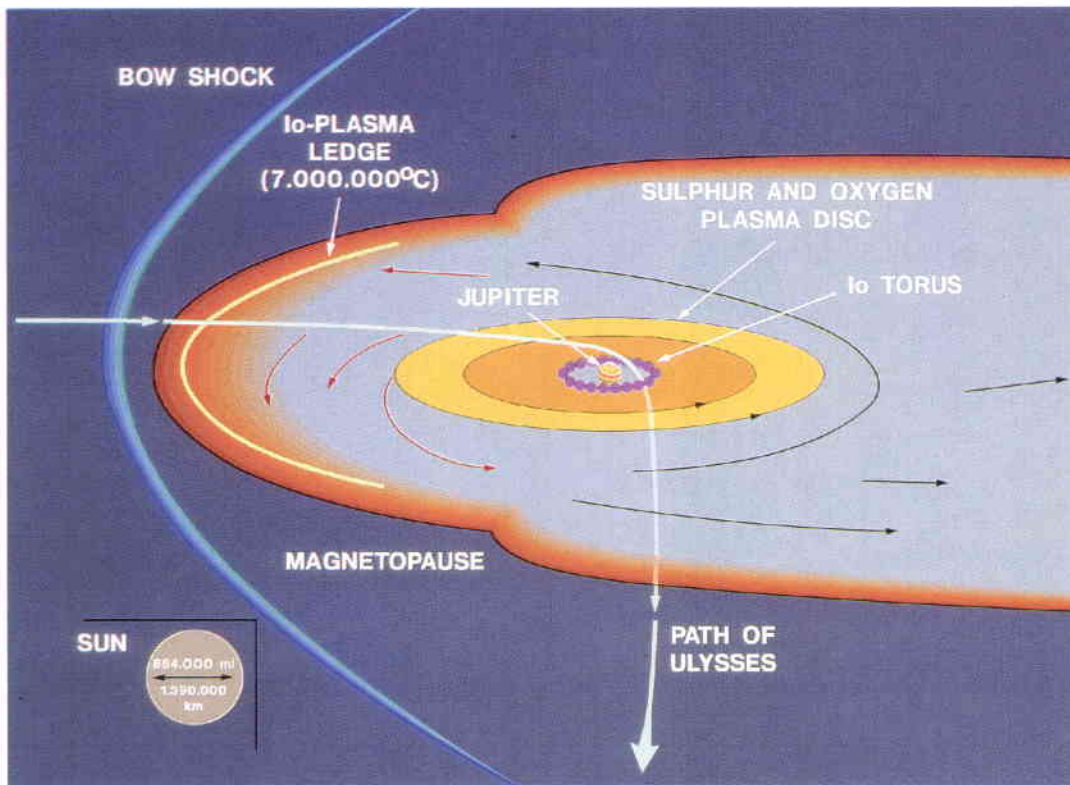 BOW SHOCK
Io-PLASMA
LEDGE
(7.000.000°C)
SULPHUR AND OXYGEN
PLASMA DISC
JUPITER
Io TORUS
MAGNETOPAUSE
SUN
864.000 mi
1.390.000
km
PATH OF
ULYSSES